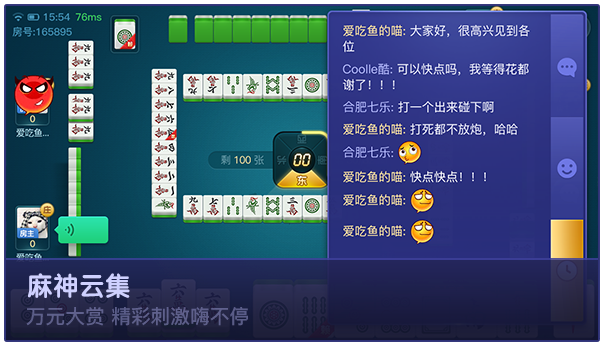 15:54 76ms
房号:165895
0
爱吃鱼...
剩 100 张
00
东
庄
房主
0
爱吃鱼的喵: 大家好，很高兴见到各
位
Coolle酷: 可以快点吗，我等得花都
谢了！！！
合肥七乐: 打一个出来碰下啊
爱吃鱼的喵: 打死都不放炮，哈哈
合肥七乐:
爱吃鱼的喵: 快点快点！！！
爱吃鱼的喵:
爱吃鱼的喵:
麻神云集
万元大赏 精彩刺激嗨不停